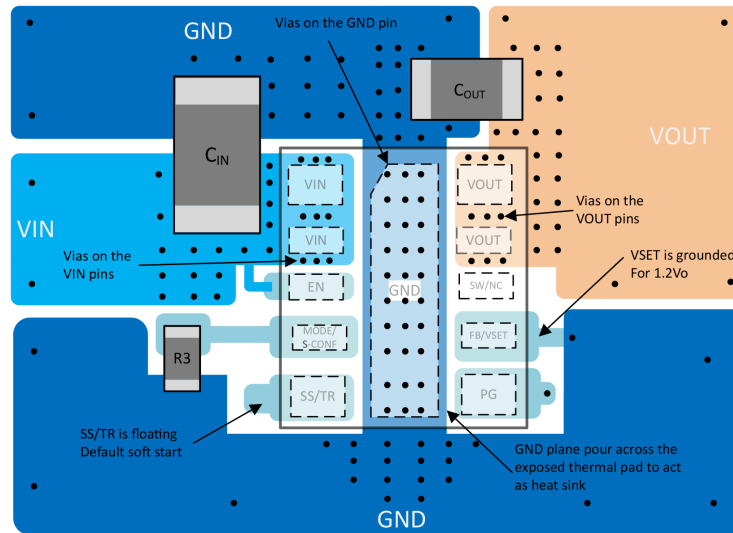 Vias on the GND pin
GND
COUT
CIN
VOUT
VIN
VOUT
VIN
Vias on the
VIN pins
VIN
VOUT
Vias on the
VOUT pins
VSET is grounded
For 1.2Vo
EN
GND
SW/NC
MODE/
S-CONF
FB/VSET
R3
SS/TR
PG
SS/TR is floating
Default soft start
GND plane pour across the
exposed thermal pad to act
as heat sink
GND